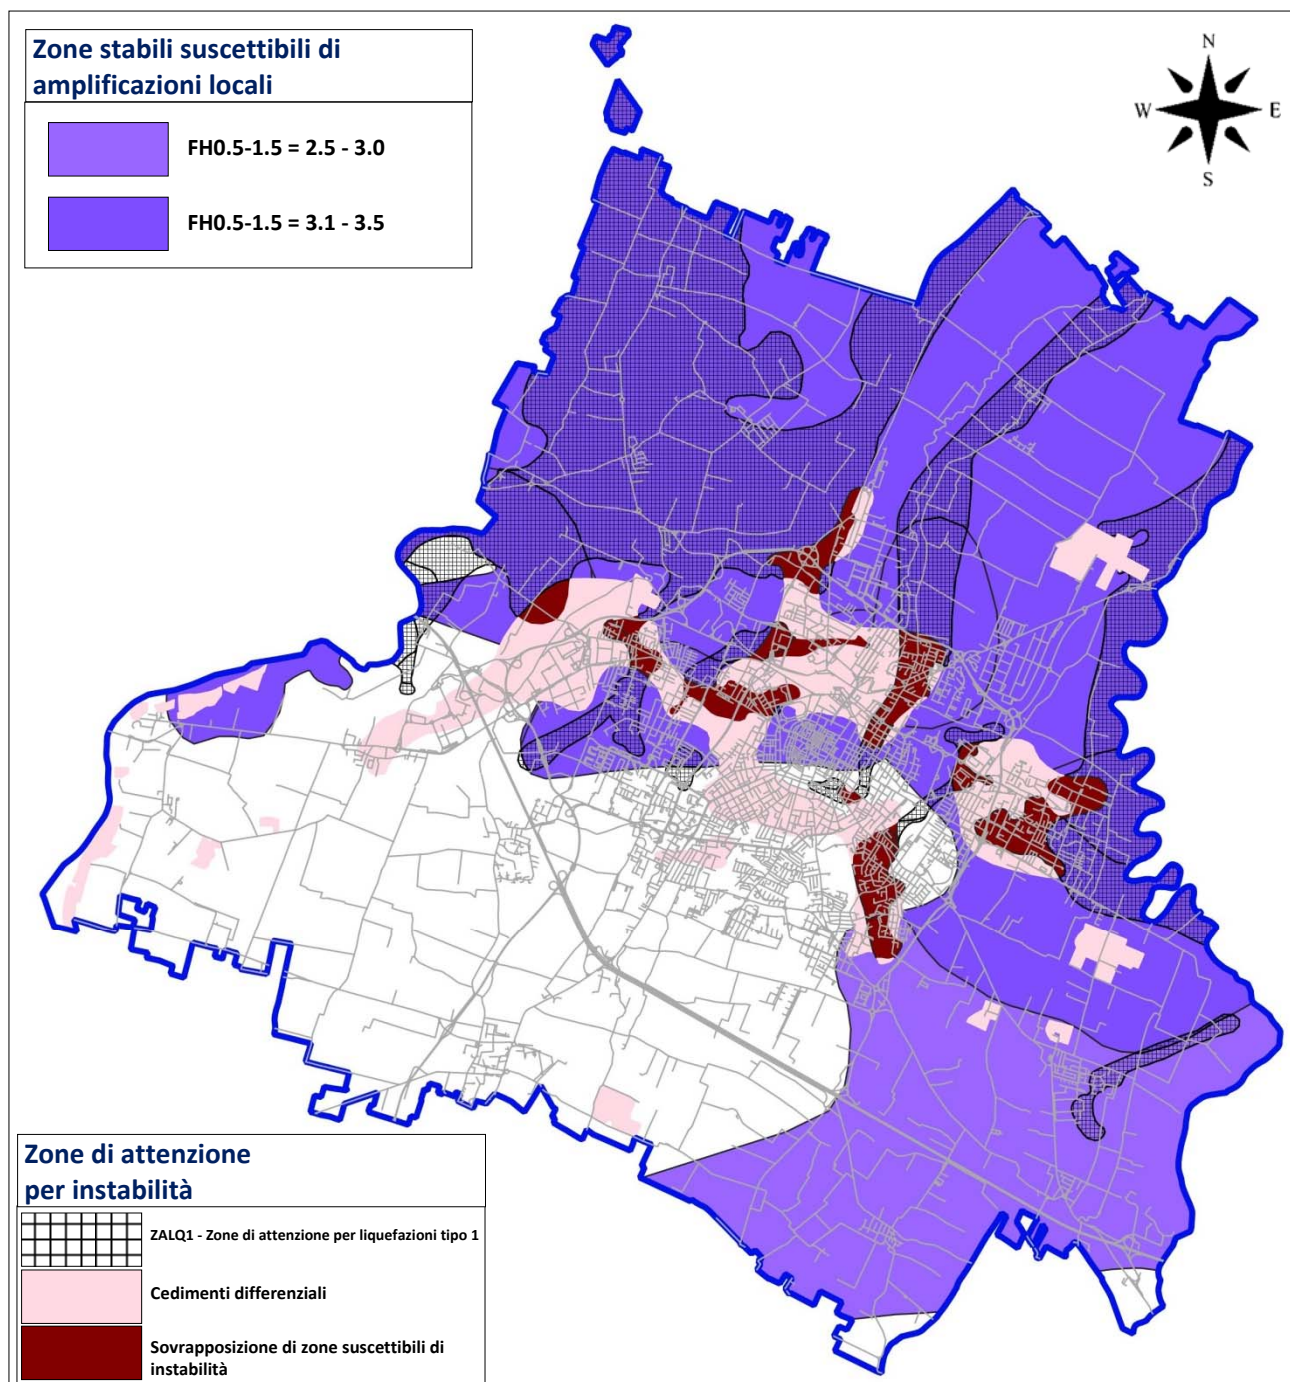 Zone stabili suscettibili di
amplificazioni locali
FH0.5-1.5 = 2.5 - 3.0
FH0.5-1.5 = 3.1 - 3.5
N
W
E
S
Zone di attenzione
per instabilità
ZALQ1 - Zone di attenzione per liquefazioni tipo 1
Cedimenti differenziali
Sovrapposizione di zone suscettibili di
instabilità